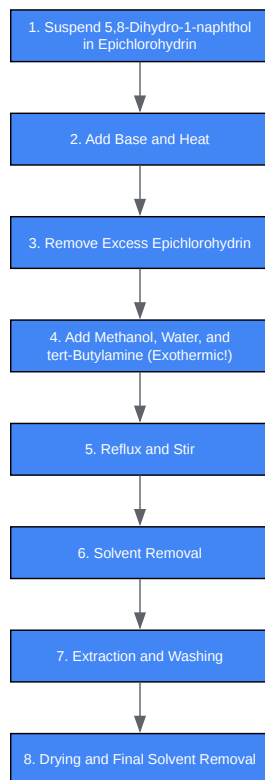 1. Suspend 5,8-Dihydro-1-naphthol
in Epichlorohydrin
2. Add Base and Heat
3. Remove Excess Epichlorohydrin
4. Add Methanol, Water, and
tert-Butylamine (Exothermic!)
5. Reflux and Stir
6. Solvent Removal
7. Extraction and Washing
8. Drying and Final Solvent Removal